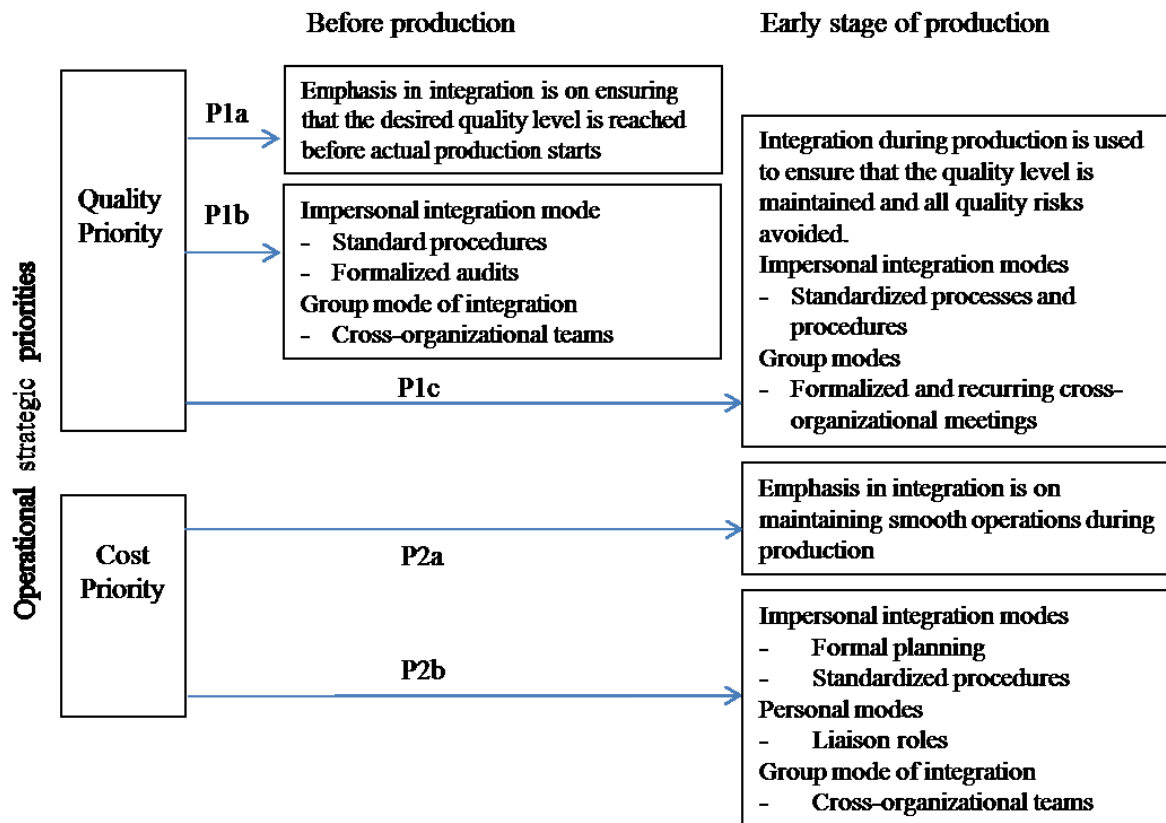 Before production
Early stage of production
Operational strategic priorities
Quality
Priority
P1a
Emphasis in integration is on ensuring
that the desired quality level is reached
before actual production starts
P1b
Impersonal integration mode
- Standard procedures
- Formalized audits
Group mode of integration
- Cross-organizational teams
P1c
Integration during production is used
to ensure that the quality level is
maintained and all quality risks
avoided.
Impersonal integration modes
- Standardized processes and
procedures
Group modes
- Formalized and recurring cross-
organizational meetings
Cost
Priority
P2a
Emphasis in integration is on
maintaining smooth operations during
production
P2b
Impersonal integration modes
- Formal planning
- Standardized procedures
Personal modes
- Liaison roles
Group mode of integration
- Cross-organizational teams